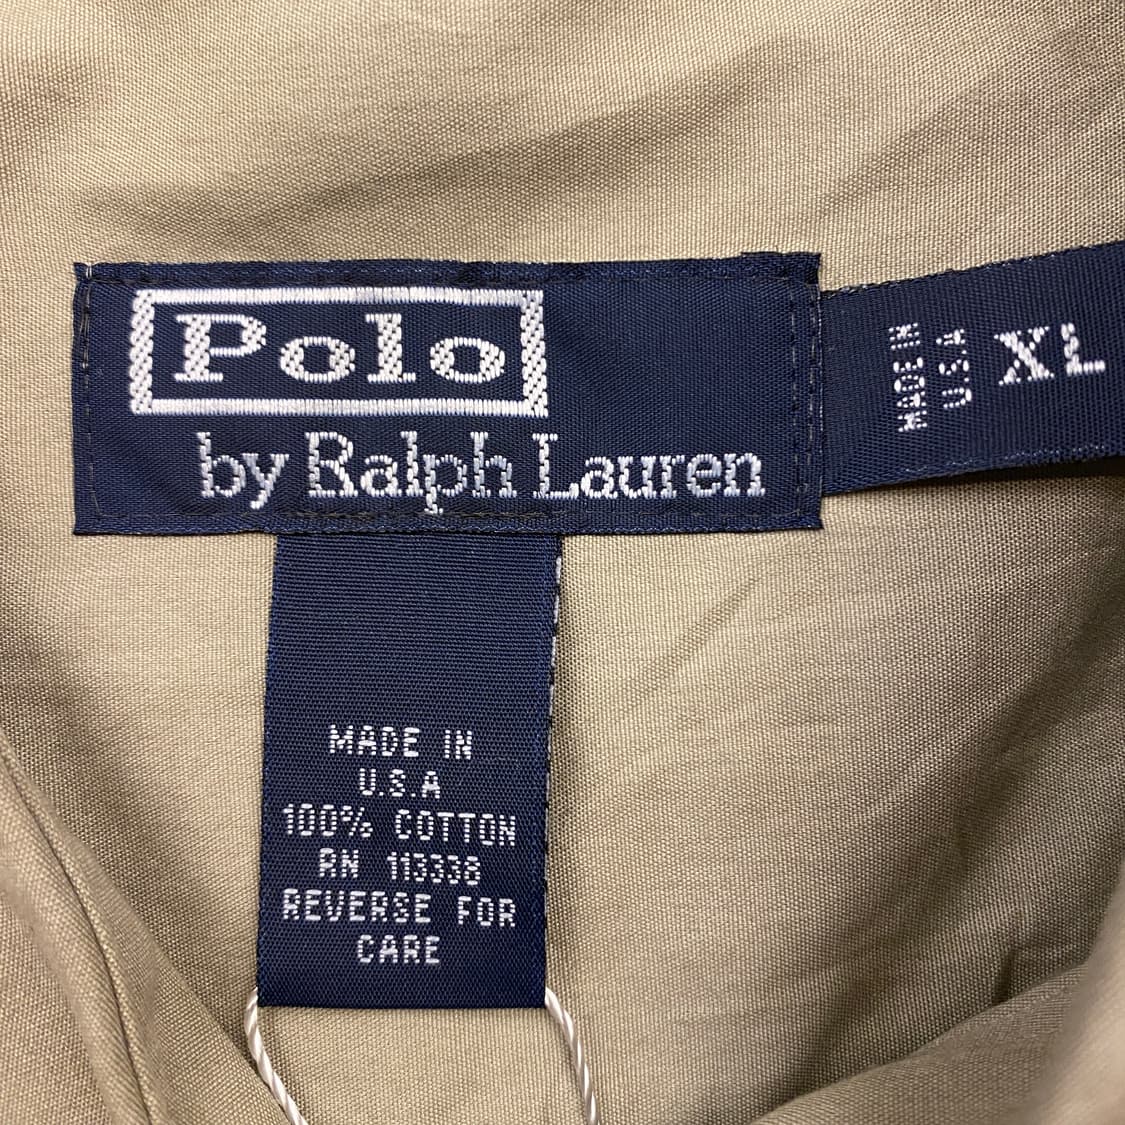 Polo
by Ralph Lauren
MADE IN
U.S.A
XL
MADE IN
U.S.A
100% COTTON
RN 113338
REVERSE FOR
CARE